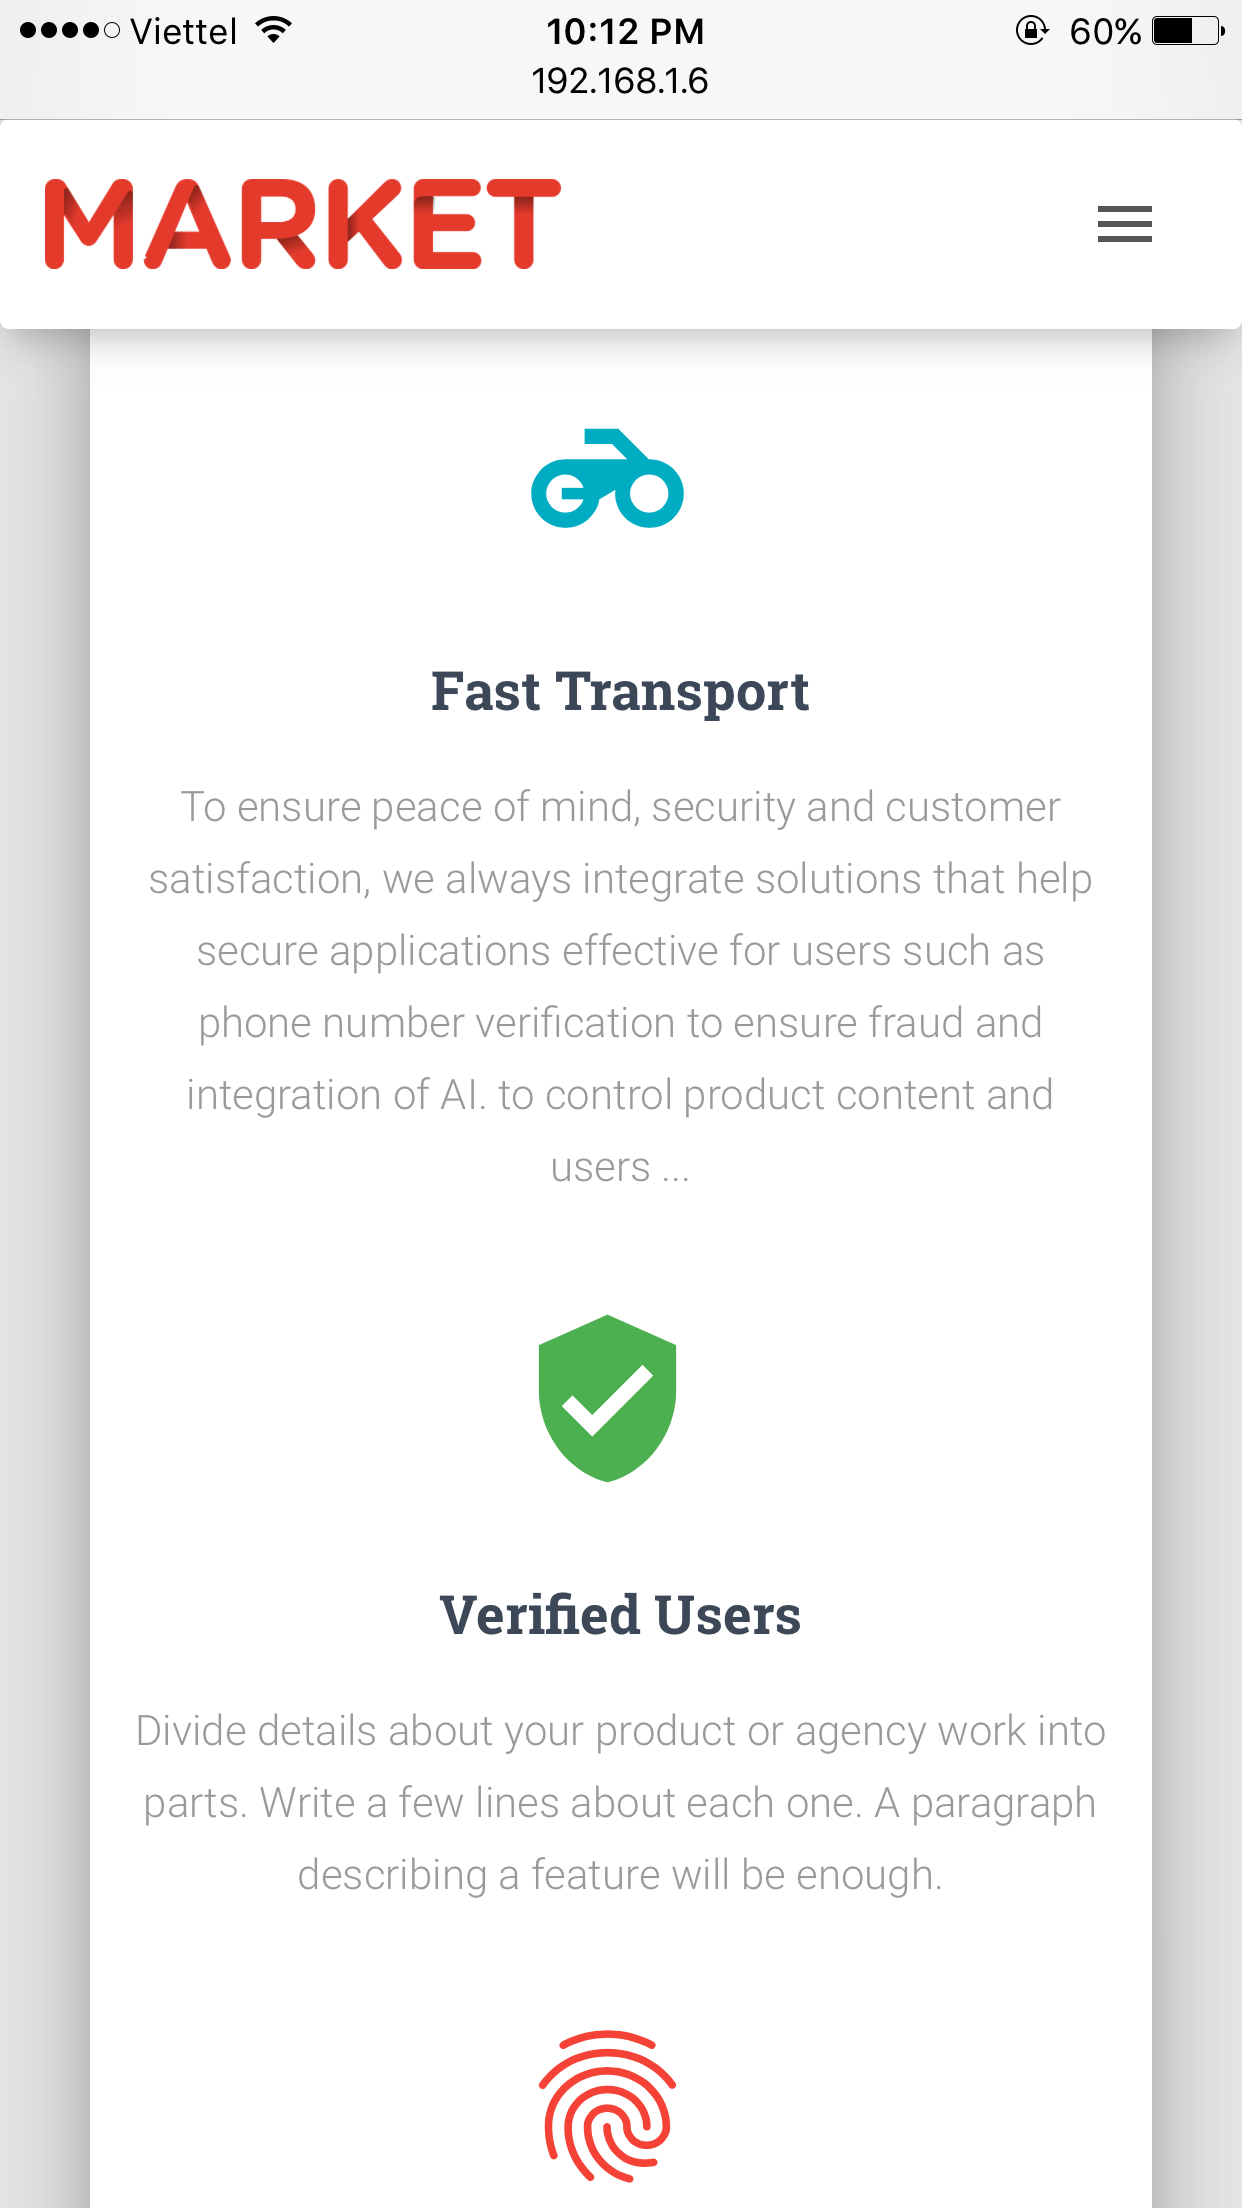 Viettel 10:12 PM 60%
192.168.1.6
MARKET
Fast Transport
To ensure peace of mind, security and customer
satisfaction, we always integrate solutions that help
secure applications effective for users such as
phone number verification to ensure fraud and
integration of AI. to control product content and
users ...
Verified Users
Divide details about your product or agency work into
parts. Write a few lines about each one. A paragraph
describing a feature will be enough.